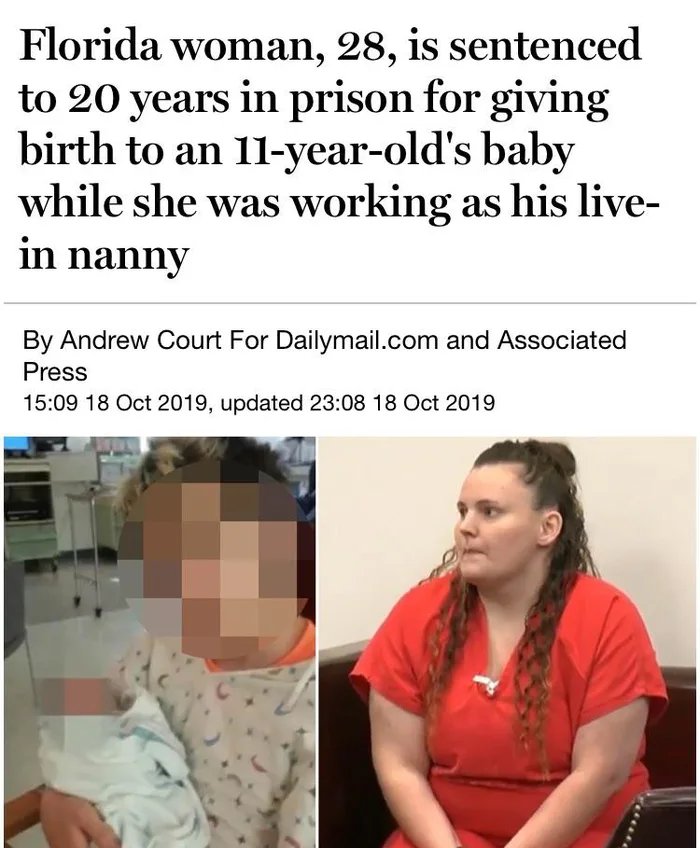 Florida woman, 28, is sentenced
to 20 years in prison for giving
birth to an 11-year-old's baby
while she was working as his live-
in nanny
By Andrew Court For Dailymail.com and Associated
Press
15:09 18 Oct 2019, updated 23:08 18 Oct 2019